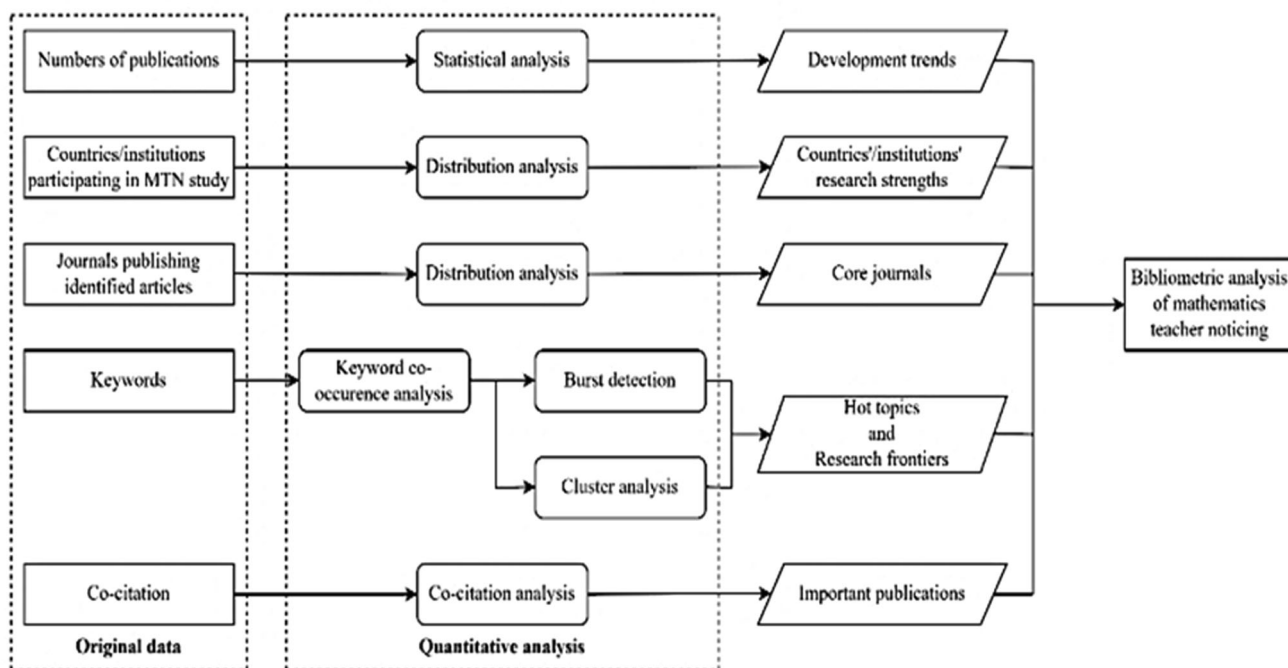 Numbers of publications
Statistical analysis
Development trends
Countries/institutions
participating in MTN study
Distribution analysis
Countries'/institutions'
research strengths
Journals publishing
identified articles
Distribution analysis
Core journals
Bibliometric analysis
of mathematics
teacher noticing
Keywords
Keyword co-
occurence analysis
Burst detection
Cluster analysis
Hot topics
and
Research frontiers
Co-citation
Co-citation analysis
Important publications
Original data
Quantitative analysis